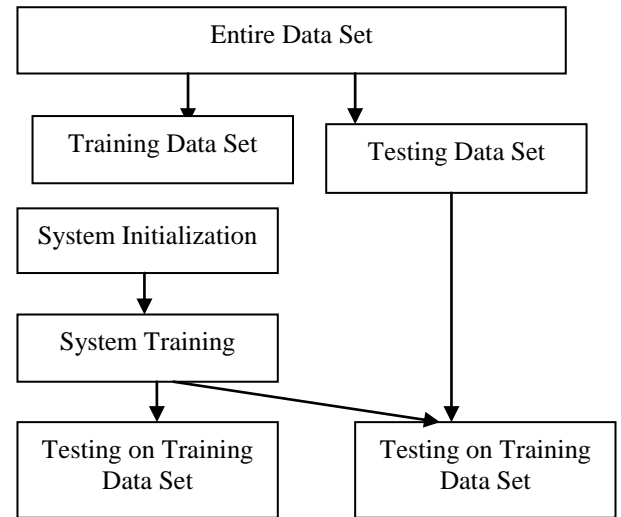 Entire Data Set
Training Data Set
Testing Data Set
System Initialization
System Training
Testing on Training
Data Set
Testing on Training
Data Set